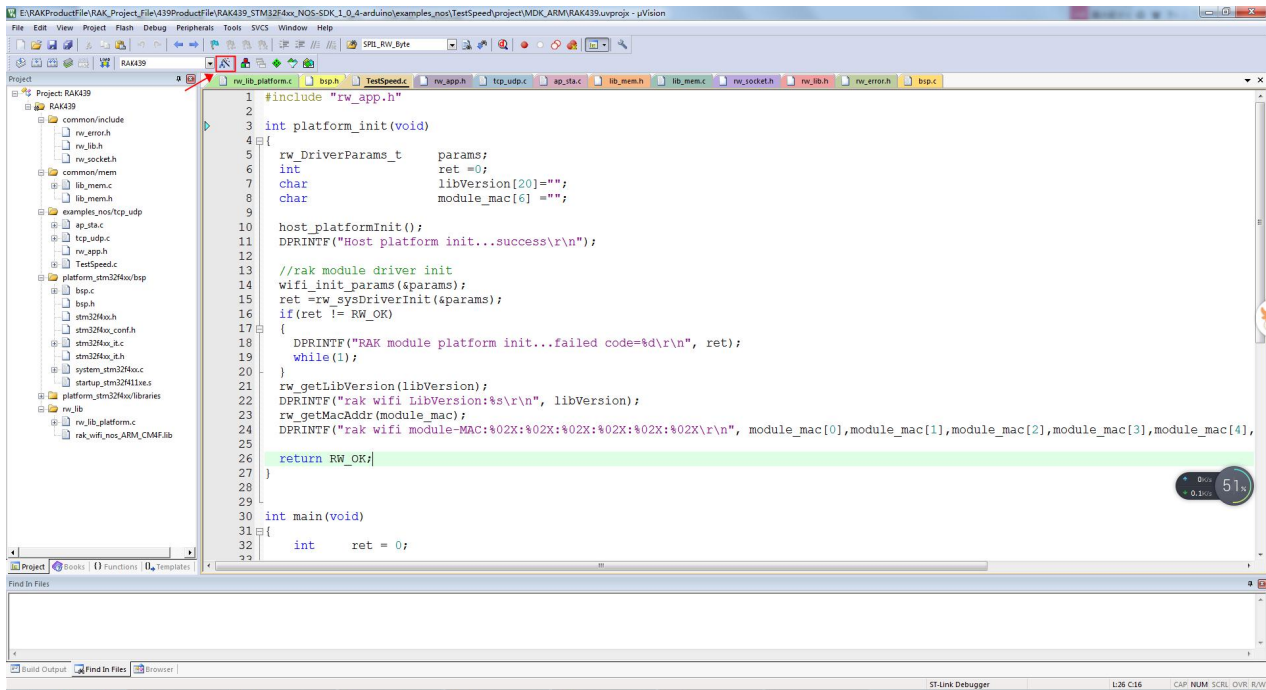 E:\RAKProductFile\RAK_Project_File\439ProductFile\RAK439_STM32F4xx_NOS-SDK_1_0_4-arduino\examples_nos\TestSpeed\project\MDK_ARM\RAK439.uvprojx - µVision
File Edit View Project Flash Debug Peripherals Tools SVCS Window Help
SPI1_RW_Byte
RAK439
Project
rw_lib_platform.c bsp.h TestSpeed.c rw_app.h tcp_udp.c ap_sta.c lib_mem.h lib_mem.c rw_socket.h rw_lib.h rw_error.h bsp.c
Project: RAK439
RAK439
common/include
rw_error.h
rw_lib.h
rw_socket.h
common/mem
lib_mem.c
lib_mem.h
examples_nos/tcp_udp
ap_sta.c
tcp_udp.c
rw_app.h
TestSpeed.c
platform_stm32f4xx/bsp
bsp.c
bsp.h
stm32f4xx.h
stm32f4xx_conf.h
stm32f4xx_it.c
stm32f4xx_it.h
system_stm32f4xx.c
startup_stm32f411xe.s
platform_stm32f4xx/libraries
rw_lib
rw_lib_platform.c
rak_wifi_nos_ARM_CM4F.lib
Project Books {} Functions Templates
1 #include "rw_app.h"
2
3 int platform_init(void)
4 {
5 rw_DriverParams_t params;
6 int ret =0;
7 char libVersion[20]="";
8 char module_mac[6] ="";
9
10 host_platformInit();
11 DPRINTF("Host platform init...success\r\n");
12
13 //rak module driver init
14 wifi_init_params(&params);
15 ret =rw_sysDriverInit(&params);
16 if(ret != RW_OK)
17 {
18 DPRINTF("RAK module platform init...failed code=%d\r\n", ret);
19 while(1);
20 }
21 rw_getLibVersion(libVersion);
22 DPRINTF("rak wifi LibVersion:%s\r\n", libVersion);
23 rw_getMacAddr(module_mac);
24 DPRINTF("rak wifi module-MAC:%02X:%02X:%02X:%02X:%02X:%02X\r\n", module_mac[0],module_mac[1],module_mac[2],module_mac[3],module_mac[4],
25
26 return RW_OK;
27 }
28
29
30 int main(void)
31 {
32 int ret = 0;
33
0K/s
0.1K/s
51%
Find In Files
Build Output Find In Files Browser
ST-Link Debugger L:26 C:16 CAP NUM SCRL OVR R/W